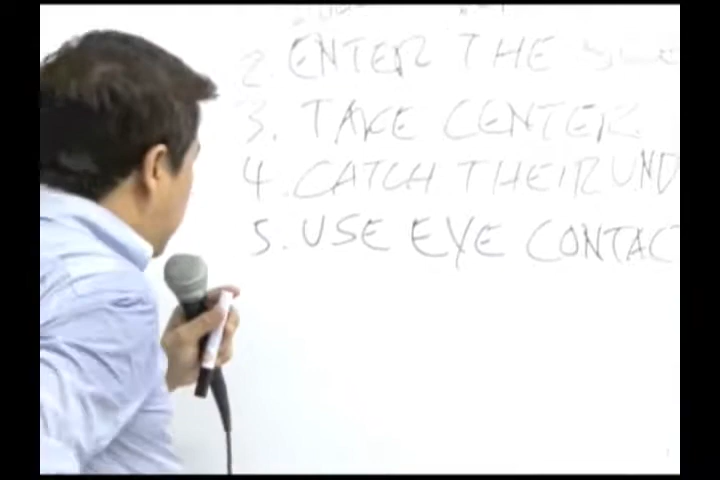 2. ENTER THE
3. TAKE CENTER
4. CATCH THEIR UND
5. USE EYE CONTAC